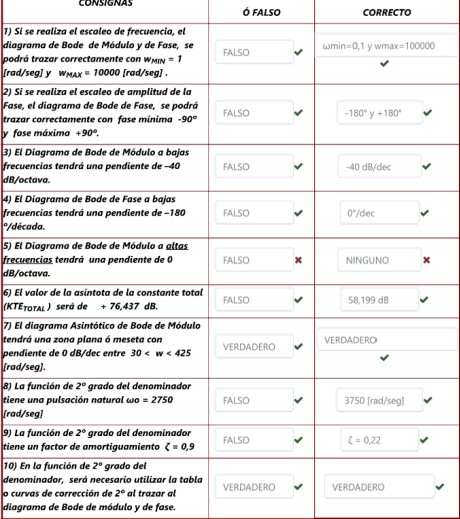 CONSIGNAS
Ó FALSO
CORRECTO
1) Si se realiza el escaleo de frecuencia, el
diagrama de Bode de Módulo y de Fase, se
podrá trazar correctamente con wMIN = 1
[rad/seg] y wMAX = 10000 [rad/seg] .
FALSO
ωmin=0,1 y wmax=100000
2) Si se realiza el escaleo de amplitud de la
Fase, el diagrama de Bode de Fase, se podrá
trazar correctamente con fase mínima -90º
y fase máxima +90º.
FALSO
-180° y +180°
3) El Diagrama de Bode de Módulo a bajas
frecuencias tendrá una pendiente de –40
dB/octava.
FALSO
-40 dB/dec
4) El Diagrama de Bode de Fase a bajas
frecuencias tendrá una pendiente de –180
º/década.
FALSO
0°/dec
5) El Diagrama de Bode de Módulo a altas
frecuencias tendrá una pendiente de 0
dB/octava.
FALSO
NINGUNO
6) El valor de la asíntota de la constante total
(KTETOTAL ) será de + 76,437 dB.
FALSO
58,199 dB
7) El diagrama Asintótico de Bode de Módulo
tendrá una zona plana ó meseta con
pendiente de 0 dB/dec entre 30 < w < 425
[rad/seg].
VERDADERO
VERDADERO
8) La función de 2º grado del denominador
tiene una pulsación natural ωo = 2750
[rad/seg]
FALSO
3750 [rad/seg]
9) La función de 2º grado del denominador
tiene un factor de amortiguamiento ζ = 0,9
FALSO
ζ = 0,22
10) En la función de 2º grado del
denominador, será necesario utilizar la tabla
o curvas de corrección de 2º al trazar al
diagrama de Bode de módulo y de fase.
VERDADERO
VERDADERO